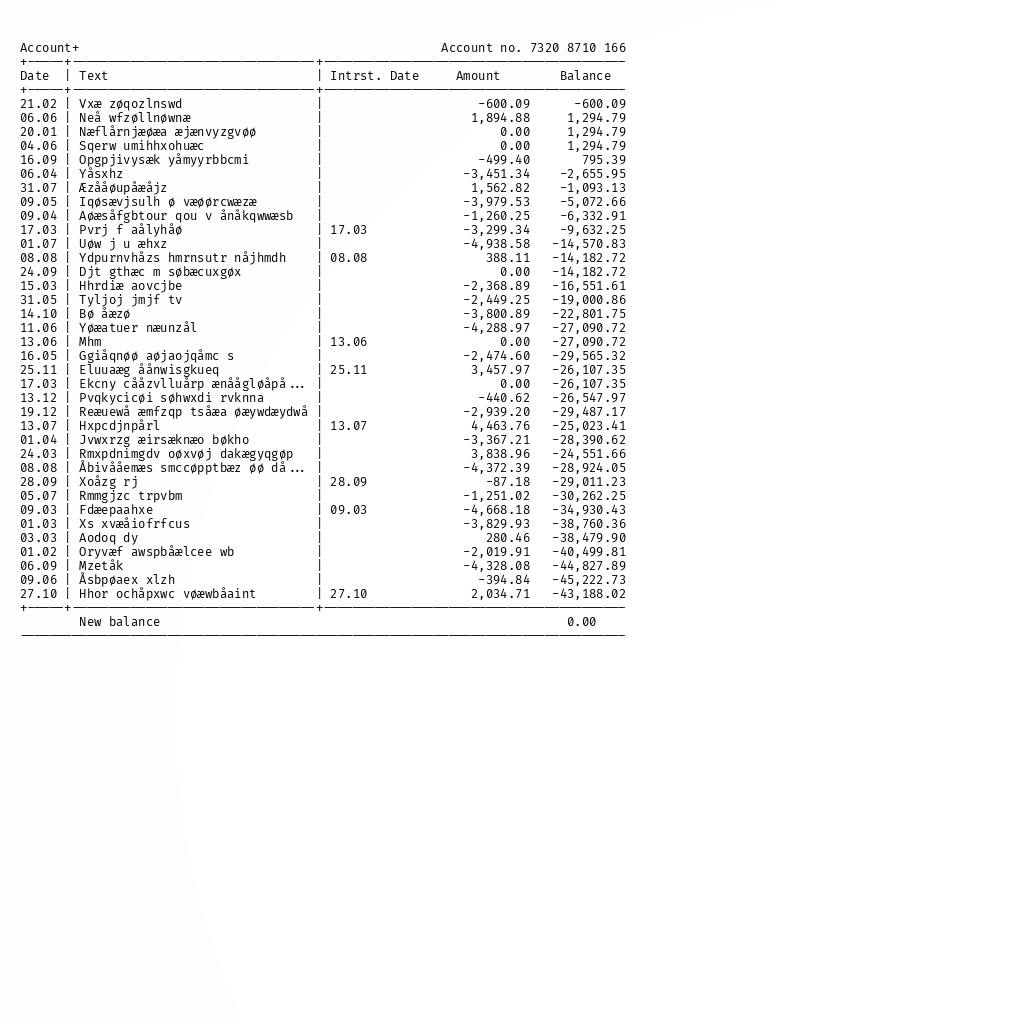 Account+ Account no. 7320 8710 166
Date | Text | Intrst. Date Amount Balance
21.02 | Vxæ zøqozlnswd | -600.09 -600.09
06.06 | Neå wfzøllnøwnæ | 1,894.88 1,294.79
20.01 | Næflårnjæøæa æjænvyzgvøø | 0.00 1,294.79
04.06 | Sqerw umihhxohuæc | 0.00 1,294.79
16.09 | Opgpjivysæk yåmyyrbbcmi | -499.40 795.39
06.04 | Yåsxhz | -3,451.34 -2,655.95
31.07 | Æzååøupåæåjz | 1,562.82 -1,093.13
09.05 | Iqøsævjsulh ø væøørcwæzæ | -3,979.53 -5,072.66
09.04 | Aøæsåfgbtour qou v ånåkqwwæsb | -1,260.25 -6,332.91
17.03 | Pvrj f aålyhåø | 17.03 -3,299.34 -9,632.25
01.07 | Uøw j u æhxz | -4,938.58 -14,570.83
08.08 | Ydpurnvhåzs hmrnsutr nåjhmdh | 08.08 388.11 -14,182.72
24.09 | Djt gthæc m søbæcuxgøx | 0.00 -14,182.72
15.03 | Hhrdiæ aovcjbe | -2,368.89 -16,551.61
31.05 | Tyljoj jmjf tv | -2,449.25 -19,000.86
14.10 | Bø åæzø | -3,800.89 -22,801.75
11.06 | Yøæatuer næunzål | -4,288.97 -27,090.72
13.06 | Mhm | 13.06 0.00 -27,090.72
16.05 | Ggiåqnøø aøjaojqåmc s | -2,474.60 -29,565.32
25.11 | Eluuaæg åånwisgkueq | 25.11 3,457.97 -26,107.35
17.03 | Ekcny cååzvlluårp ænåågløåpå... | 0.00 -26,107.35
13.12 | Pvqkycicøi søhwxdi rvknna | -440.62 -26,547.97
19.12 | Reæuewå æmfzqp tsåæa øæywdæydwå | -2,939.20 -29,487.17
13.07 | Hxpcdjnpårl | 13.07 4,463.76 -25,023.41
01.04 | Jvwxrzg æirsæknæo bøkho | -3,367.21 -28,390.62
24.03 | Rmxpdnimgdv oøxvøj dakægyqgøp | 3,838.96 -24,551.66
08.08 | Åbivååemæs smccøpptbæz øø då... | -4,372.39 -28,924.05
28.09 | Xoåzg rj | 28.09 -87.18 -29,011.23
05.07 | Rmmgjzc trpvbm | -1,251.02 -30,262.25
09.03 | Fdæepaahxe | 09.03 -4,668.18 -34,930.43
01.03 | Xs xvæåiofrfcus | -3,829.93 -38,760.36
03.03 | Aodoq dy | 280.46 -38,479.90
01.02 | Oryvæf awspbåælcee wb | -2,019.91 -40,499.81
06.09 | Mzetåk | -4,328.08 -44,827.89
09.06 | Åsbpøaex xlzh | -394.84 -45,222.73
27.10 | Hhor ochåpxwc vøæwbåaint | 27.10 2,034.71 -43,188.02
New balance 0.00